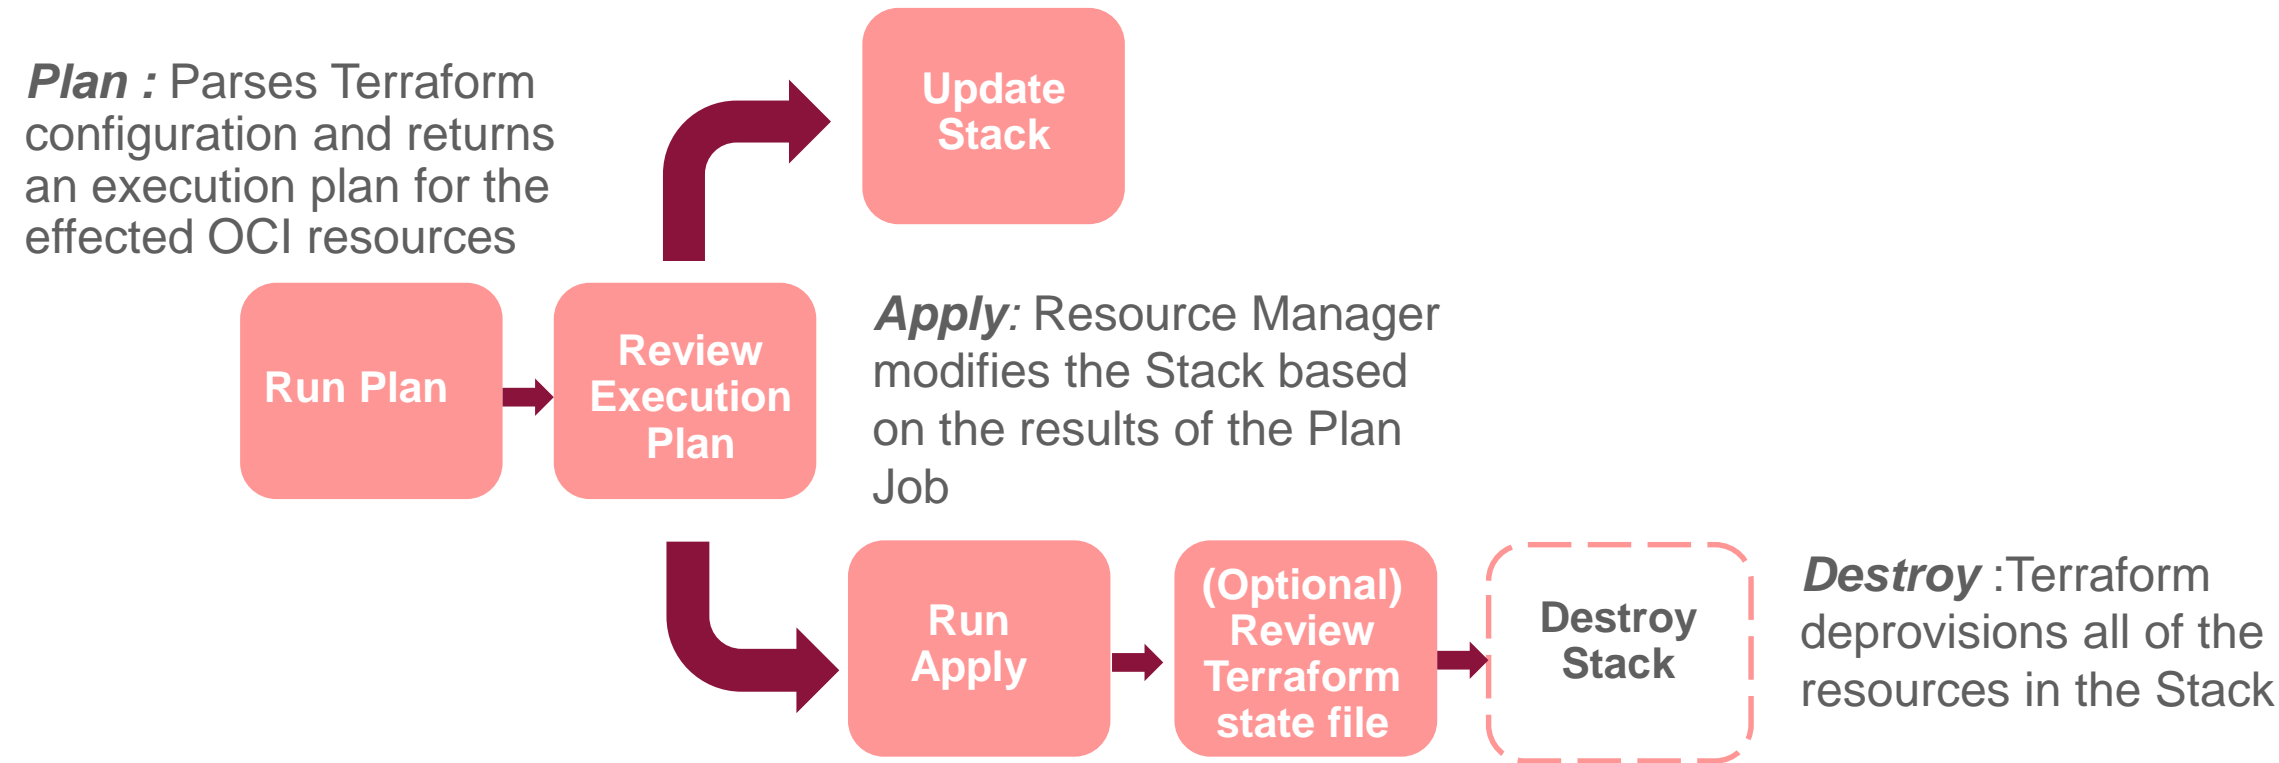 Plan : Parses Terraform
configuration and returns
an execution plan for the
effected OCI resources
Update
Stack
Run Plan
Review
Execution
Plan
Apply: Resource Manager
modifies the Stack based
on the results of the Plan
Job
Run
Apply
(Optional)
Review
Terraform
state file
Destroy
Stack
Destroy :Terraform
deprovisions all of the
resources in the Stack